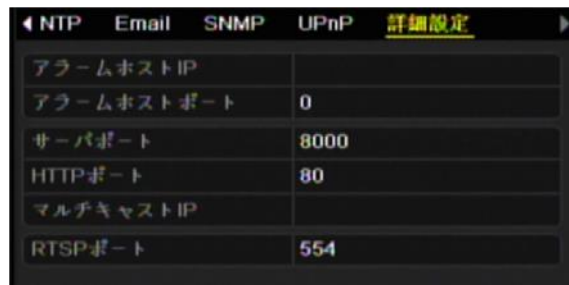 NTP Email SNMP UPnP 詳細設定
アラームホストIP
アラームホストポート 0
サーバポート 8000
HTTPポート 80
マルチキャストIP
RTSPポート 554